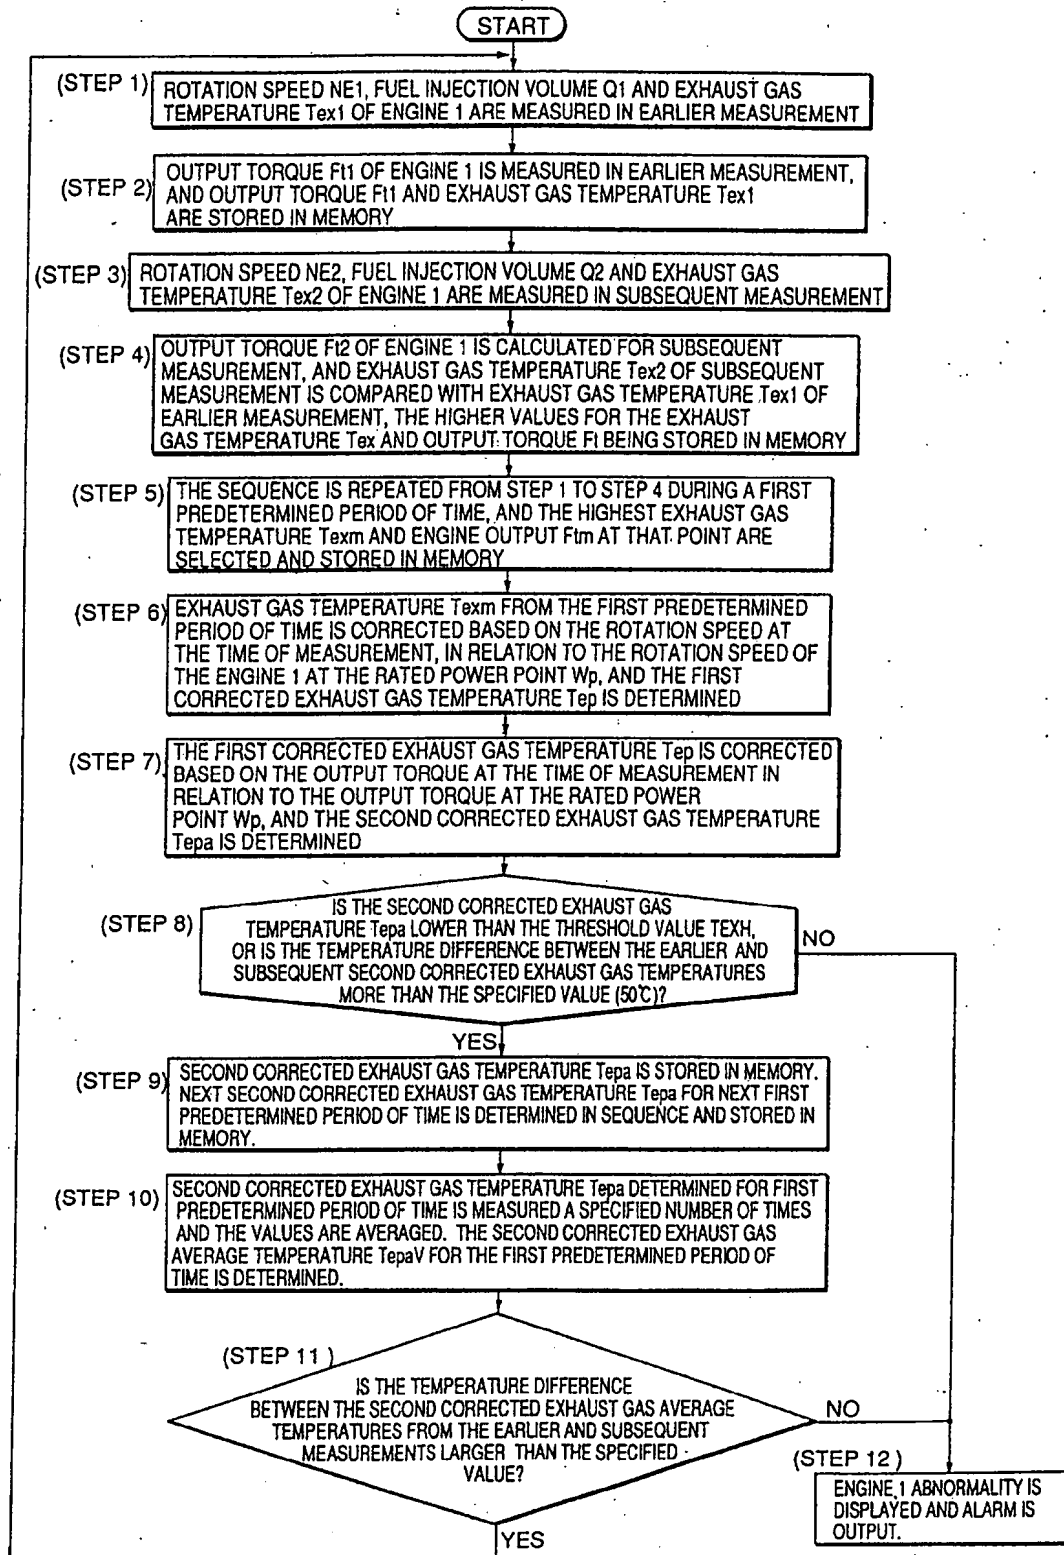 START
(STEP 1)
ROTATION SPEED NE1, FUEL INJECTION VOLUME Q1 AND EXHAUST GAS
TEMPERATURE Tex1 OF ENGINE 1 ARE MEASURED IN EARLIER MEASUREMENT
(STEP 2)
OUTPUT TORQUE Ft1 OF ENGINE 1 IS MEASURED IN EARLIER MEASUREMENT,
AND OUTPUT TORQUE Ft1 AND EXHAUST GAS TEMPERATURE Tex1
ARE STORED IN MEMORY
(STEP 3)
ROTATION SPEED NE2, FUEL INJECTION VOLUME Q2 AND EXHAUST GAS
TEMPERATURE Tex2 OF ENGINE 1 ARE MEASURED IN SUBSEQUENT MEASUREMENT
(STEP 4)
OUTPUT TORQUE Ft2 OF ENGINE 1 IS CALCULATED FOR SUBSEQUENT
MEASUREMENT, AND EXHAUST GAS TEMPERATURE Tex2 OF SUBSEQUENT
MEASUREMENT IS COMPARED WITH EXHAUST GAS TEMPERATURE Tex1 OF
EARLIER MEASUREMENT, THE HIGHER VALUES FOR THE EXHAUST
GAS TEMPERATURE Tex AND OUTPUT TORQUE Ft BEING STORED IN MEMORY
(STEP 5)
THE SEQUENCE IS REPEATED FROM STEP 1 TO STEP 4 DURING A FIRST
PREDETERMINED PERIOD OF TIME, AND THE HIGHEST EXHAUST GAS
TEMPERATURE Texm AND ENGINE OUTPUT Ftm AT THAT POINT ARE
SELECTED AND STORED IN MEMORY
(STEP 6)
EXHAUST GAS TEMPERATURE Texm FROM THE FIRST PREDETERMINED
PERIOD OF TIME IS CORRECTED BASED ON THE ROTATION SPEED AT
THE TIME OF MEASUREMENT, IN RELATION TO THE ROTATION SPEED OF
THE ENGINE 1 AT THE RATED POWER POINT Wp, AND THE FIRST
CORRECTED EXHAUST GAS TEMPERATURE Tep IS DETERMINED
(STEP 7)
THE FIRST CORRECTED EXHAUST GAS TEMPERATURE Tep IS CORRECTED
BASED ON THE OUTPUT TORQUE AT THE TIME OF MEASUREMENT IN
RELATION TO THE OUTPUT TORQUE AT THE RATED POWER
POINT Wp, AND THE SECOND CORRECTED EXHAUST GAS TEMPERATURE
Tepa IS DETERMINED
(STEP 8)
IS THE SECOND CORRECTED EXHAUST GAS
TEMPERATURE Tepa LOWER THAN THE THRESHOLD VALUE TEXH,
OR IS THE TEMPERATURE DIFFERENCE BETWEEN THE EARLIER AND
SUBSEQUENT SECOND CORRECTED EXHAUST GAS TEMPERATURES
MORE THAN THE SPECIFIED VALUE (50℃)?
NO
YES
(STEP 9)
SECOND CORRECTED EXHAUST GAS TEMPERATURE Tepa IS STORED IN MEMORY.
NEXT SECOND CORRECTED EXHAUST GAS TEMPERATURE Tepa FOR NEXT FIRST
PREDETERMINED PERIOD OF TIME IS DETERMINED IN SEQUENCE AND STORED IN
MEMORY.
(STEP 10)
SECOND CORRECTED EXHAUST GAS TEMPERATURE Tepa DETERMINED FOR FIRST
PREDETERMINED PERIOD OF TIME IS MEASURED A SPECIFIED NUMBER OF TIMES
AND THE VALUES ARE AVERAGED. THE SECOND CORRECTED EXHAUST GAS
AVERAGE TEMPERATURE TepaV FOR THE FIRST PREDETERMINED PERIOD OF
TIME IS DETERMINED.
(STEP 11)
IS THE TEMPERATURE DIFFERENCE
BETWEEN THE SECOND CORRECTED EXHAUST GAS AVERAGE
TEMPERATURES FROM THE EARLIER AND SUBSEQUENT
MEASUREMENTS LARGER THAN THE SPECIFIED
VALUE?
NO
YES
(STEP 12)
ENGINE 1 ABNORMALITY IS
DISPLAYED AND ALARM IS
OUTPUT.